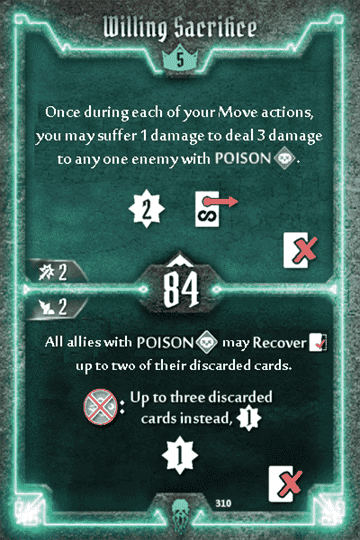 Willing Sacrifice
5
Once during each of your Move actions,
you may suffer 1 damage to deal 3 damage
to any one enemy with POISON.
2
2
84
2
All allies with POISON may Recover
up to two of their discarded cards.
: Up to three discarded
cards instead, 1
1
310